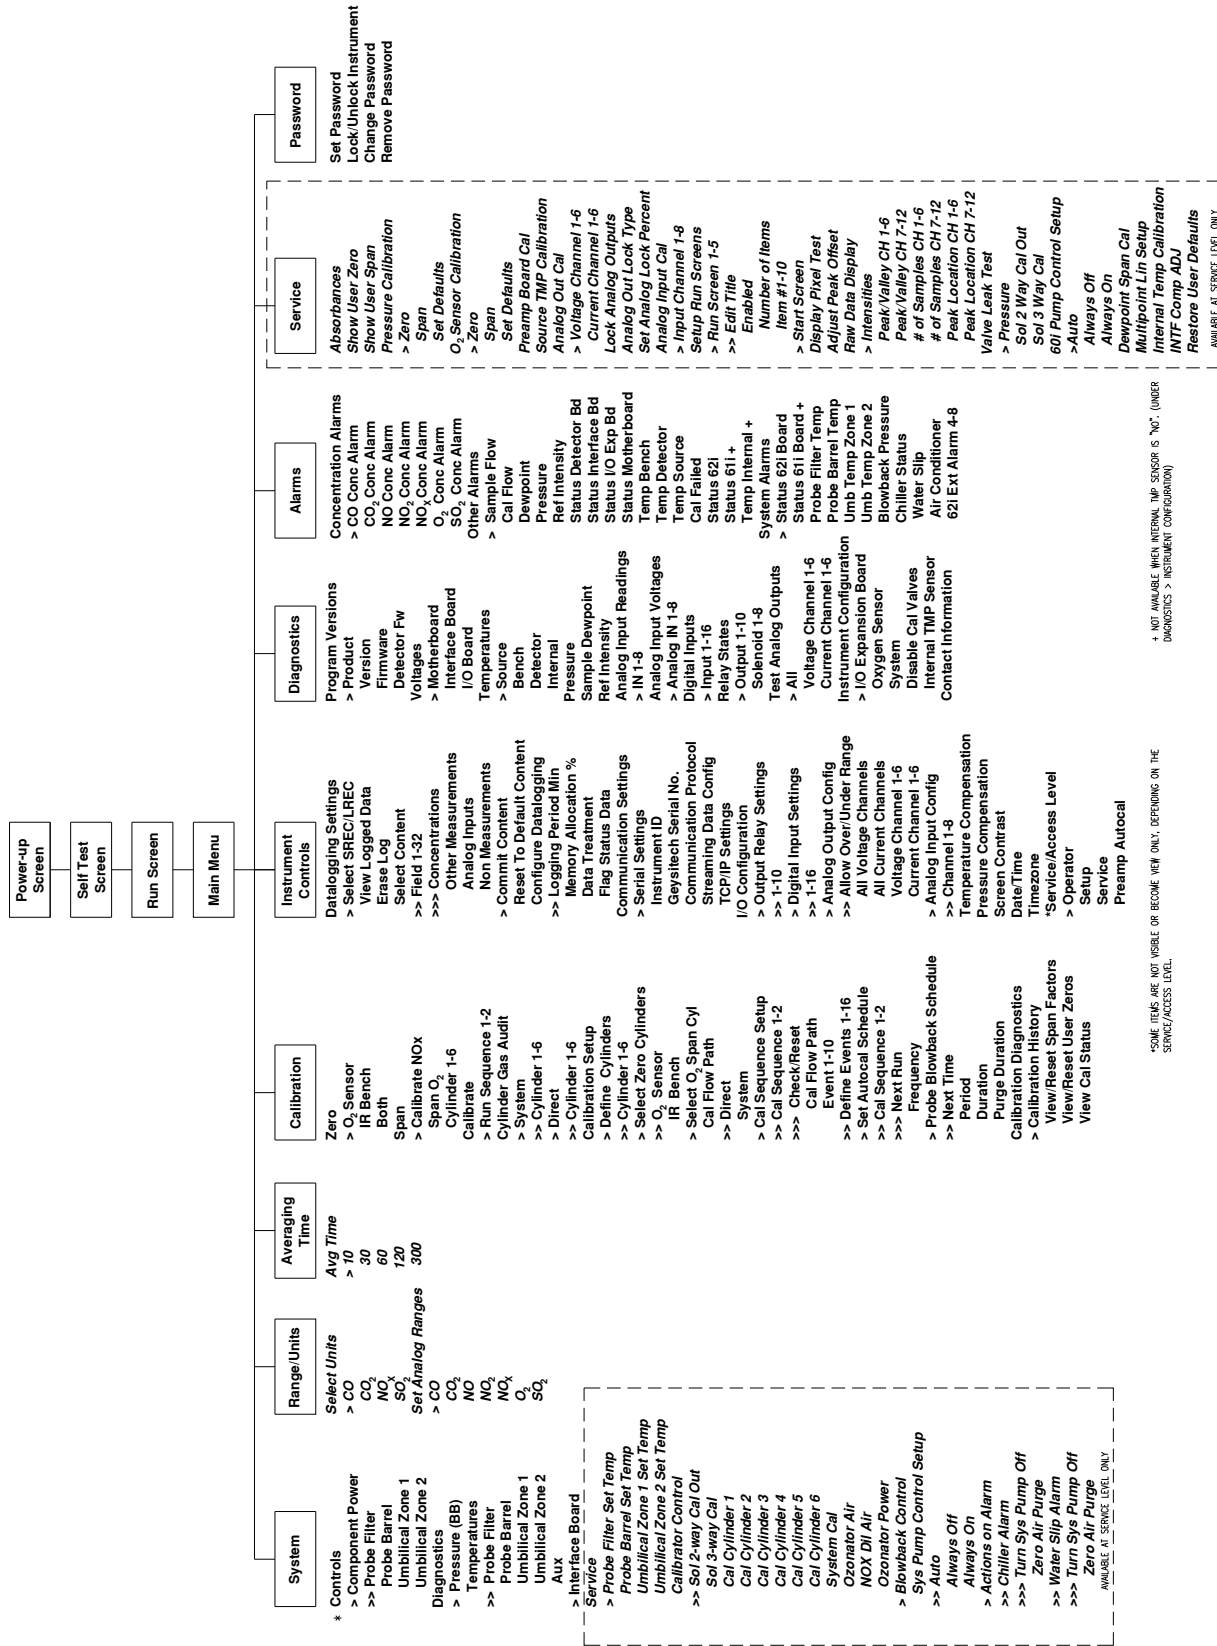 Power-up
Screen
Self Test
Screen
Run Screen
Main Menu
System
* Controls
> Component Power
>> Probe Filter
Probe Barrel
Umbilical Zone 1
Umbilical Zone 2
Diagnostics
> Pressure (BB)
Temperatures
>> Probe Filter
Probe Barrel
Umbilical Zone 1
Umbilical Zone 2
Aux
> Interface Board
Service
> Probe Filter Set Temp
Probe Barrel Set Temp
Umbilical Zone 1 Set Temp
Umbilical Zone 2 Set Temp
Calibrator Control
>> Sol 2-way Cal Out
Sol 3-way Cal
Cal Cylinder 1
Cal Cylinder 2
Cal Cylinder 3
Cal Cylinder 4
Cal Cylinder 5
Cal Cylinder 6
System Cal
Ozonator Air
NOX Dil Air
Ozonator Power
> Blowback Control
Sys Pump Control Setup
>> Auto
Always Off
Always On
> Actions on Alarm
>> Chiller Alarm
>>> Turn Sys Pump Off
Zero Air Purge
>> Water Slip Alarm
>>> Turn Sys Pump Off
Zero Air Purge
AVAILABLE AT SERVICE LEVEL ONLY
Range/Units
Select Units
> CO
CO2
NOX
SO2
Set Analog Ranges
> CO
CO2
NO
NO2
NOX
O2
SO2
Averaging
Time
Avg Time
> 10
30
60
120
300
Calibration
Zero
> O2 Sensor
IR Bench
Both
Span
> Calibrate NOx
Span O2
Cylinder 1-6
Calibrate
> Run Sequence 1-2
Cylinder Gas Audit
> System
>> Cylinder 1-6
> Direct
>> Cylinder 1-6
Calibration Setup
> Define Cylinders
>> Cylinder 1-6
> Select Zero Cylinders
>> O2 Sensor
IR Bench
> Select O2 Span Cyl
Cal Flow Path
>> Direct
System
> Cal Sequence Setup
>> Cal Sequence 1-2
>>> Check/Reset
Cal Flow Path
Event 1-10
>> Define Events 1-16
> Set Autocal Schedule
>> Cal Sequence 1-2
>>> Next Run
Frequency
> Probe Blowback Schedule
>> Next Time
Period
Duration
Purge Duration
Calibration Diagnostics
> Calibration History
View/Reset Span Factors
View/Reset User Zeros
View Cal Status
Instrument
Controls
Datalogging Settings
> Select SREC/LREC
View Logged Data
Erase Log
Select Content
>> Field 1-32
>>> Concentrations
Other Measurements
Analog Inputs
Non Measurements
> Commit Content
Reset To Default Content
Configure Datalogging
>> Logging Period Min
Memory Allocation %
Data Treatment
Flag Status Data
Communication Settings
> Serial Settings
Instrument ID
Geysitech Serial No.
Communication Protocol
Streaming Data Config
TCP/IP Settings
I/O Configuration
> Output Relay Settings
>> 1-10
> Digital Input Settings
>> 1-16
> Analog Output Config
>> Allow Over/Under Range
All Voltage Channels
All Current Channels
Voltage Channel 1-6
Current Channel 1-6
> Analog Input Config
>> Channel 1-8
Temperature Compensation
Pressure Compensation
Screen Contrast
Date/Time
Timezone
*Service/Access Level
> Operator
Setup
Service
Preamp Autocal
Diagnostics
Program Versions
> Product
Version
Firmware
Detector Fw
Voltages
> Motherboard
Interface Board
I/O Board
Temperatures
> Source
Bench
Detector
Internal
Pressure
Sample Dewpoint
Ref Intensity
Analog Input Readings
> IN 1-8
Analog Input Voltages
> Analog IN 1-8
Digital Inputs
> Input 1-16
Relay States
> Output 1-10
Solenoid 1-8
Test Analog Outputs
> All
Voltage Channel 1-6
Current Channel 1-6
Instrument Configuration
> I/O Expansion Board
Oxygen Sensor
System
Disable Cal Valves
Internal TMP Sensor
Contact Information
Alarms
Concentration Alarms
> CO Conc Alarm
CO2 Conc Alarm
NO Conc Alarm
NO2 Conc Alarm
NOX Conc Alarm
O2 Conc Alarm
SO2 Conc Alarm
Other Alarms
> Sample Flow
Cal Flow
Dewpoint
Pressure
Ref Intensity
Status Detector Bd
Status Interface Bd
Status I/O Exp Bd
Status Motherboard
Temp Bench
Temp Detector
Temp Source
Cal Failed
Status 62i
Status 61i +
Temp Internal +
System Alarms
> Status 62i Board
Status 61i Board +
Probe Filter Temp
Probe Barrel Temp
Umb Temp Zone 1
Umb Temp Zone 2
Blowback Pressure
Chiller Status
Water Slip
Air Conditioner
62i Ext Alarm 4-8
Service
Absorbances
Show User Zero
Show User Span
Pressure Calibration
> Zero
Span
Set Defaults
O2 Sensor Calibration
> Zero
Span
Set Defaults
Preamp Board Cal
Source TMP Calibration
Analog Out Cal
> Voltage Channel 1-6
Current Channel 1-6
Lock Analog Outputs
Analog Out Lock Type
Set Analog Lock Percent
Analog Input Cal
> Input Channel 1-8
Setup Run Screens
> Run Screen 1-5
>> Edit Title
Enabled
Number of Items
Item #1-10
> Start Screen
Display Pixel Test
Adjust Peak Offset
Raw Data Display
> Intensities
Peak/Valley CH 1-6
Peak/Valley CH 7-12
# of Samples CH 1-6
# of Samples CH 7-12
Peak Location CH 1-6
Peak Location CH 7-12
Valve Leak Test
> Pressure
Sol 2 Way Cal Out
Sol 3 Way Cal
60i Pump Control Setup
>Auto
Always Off
Always On
Dewpoint Span Cal
Multipoint Lin Setup
Internal Temp Calibration
INTF Comp ADJ
Restore User Defaults
AVAILABLE AT SERVICE LEVEL ONLY
Password
Set Password
Lock/Unlock Instrument
Change Password
Remove Password
*SOME ITEMS ARE NOT VISIBLE OR BECOME VIEW ONLY, DEPENDING ON THE
SERVICE/ACCESS LEVEL.
+ NOT AVAILABLE WHEN INTERNAL TMP SENSOR IS "NO". (UNDER
DIAGNOSTICS > INSTRUMENT CONFIGURATION)